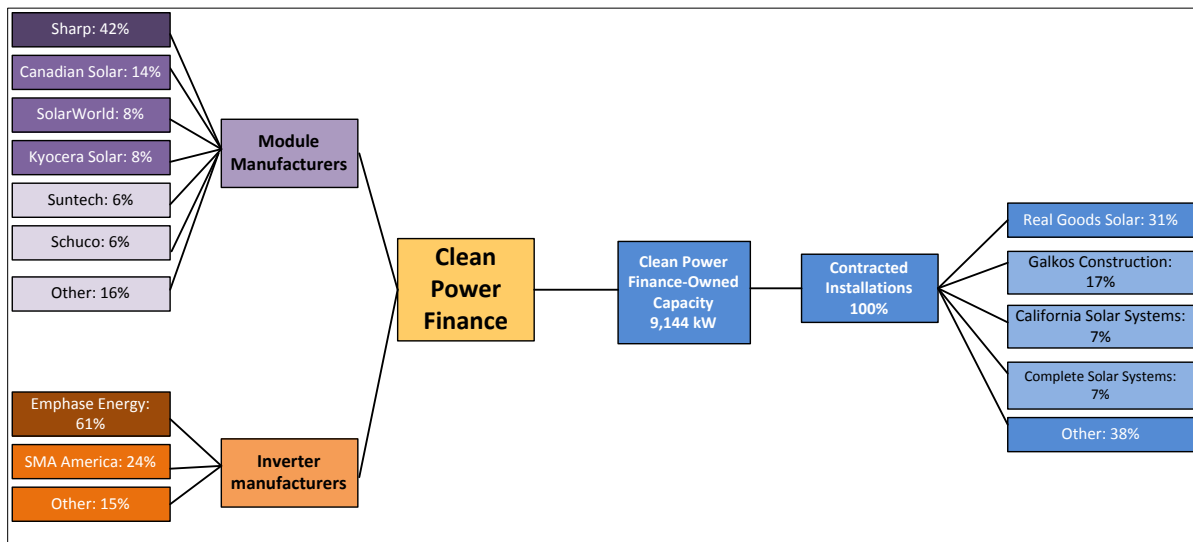 Sharp: 42%
Canadian Solar: 14%
SolarWorld: 8%
Kyocera Solar: 8%
Suntech: 6%
Schuco: 6%
Other: 16%
Module
Manufacturers
Emphase Energy:
61%
SMA America: 24%
Other: 15%
Inverter
manufacturers
Clean
Power
Finance
Clean Power
Finance-Owned
Capacity
9,144 kW
Contracted
Installations
100%
Real Goods Solar: 31%
Galkos Construction:
17%
California Solar Systems:
7%
Complete Solar Systems:
7%
Other: 38%